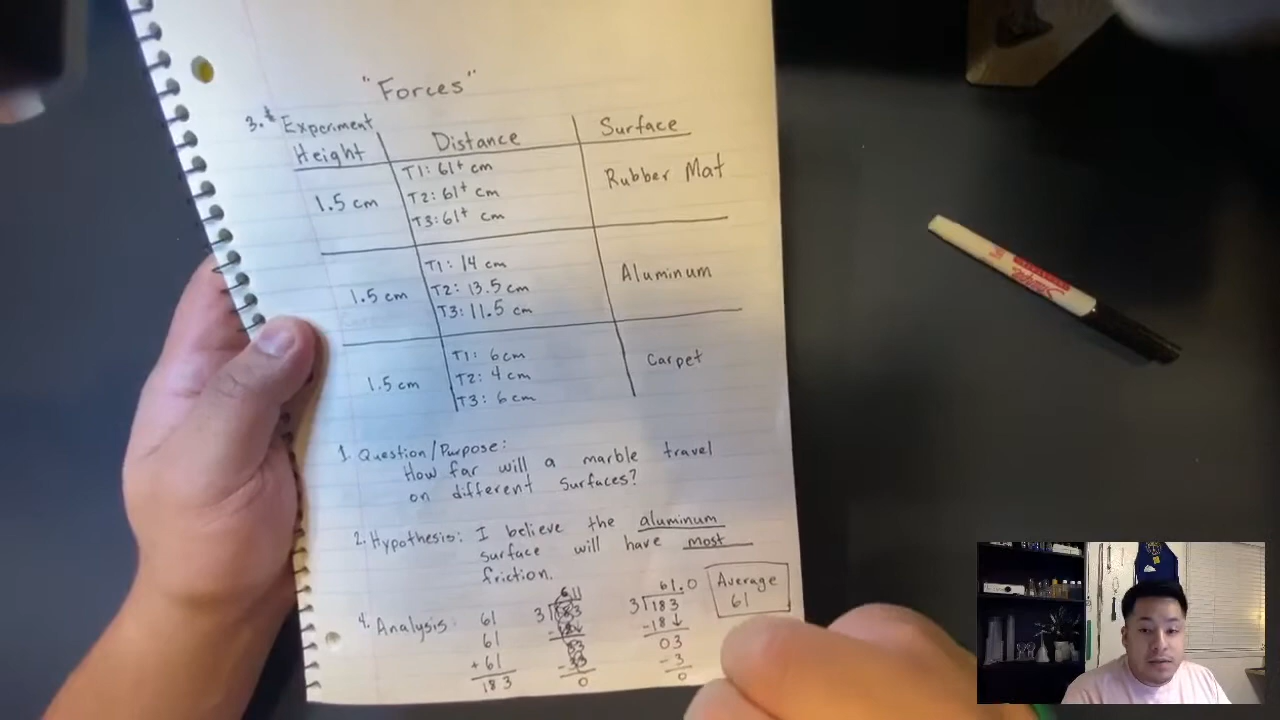 "Forces"
3. Experiment Height Distance Surface
1.5 cm T1: 61+ cm Rubber Mat
T2: 61+ cm
T3: 61+ cm
1.5 cm T1: 14 cm Aluminum
T2: 13.5 cm
T3: 11.5 cm
1.5 cm T1: 6 cm Carpet
T2: 4 cm
T3: 6 cm
1. Question/Purpose:
How far will a marble travel
on different surfaces?
2. Hypothesis: I believe the aluminum
surface will have most
friction.
4. Analysis:
61
61
+61
183
61.0
3 183
-18
03
-3
0
Average
61
Sharpie